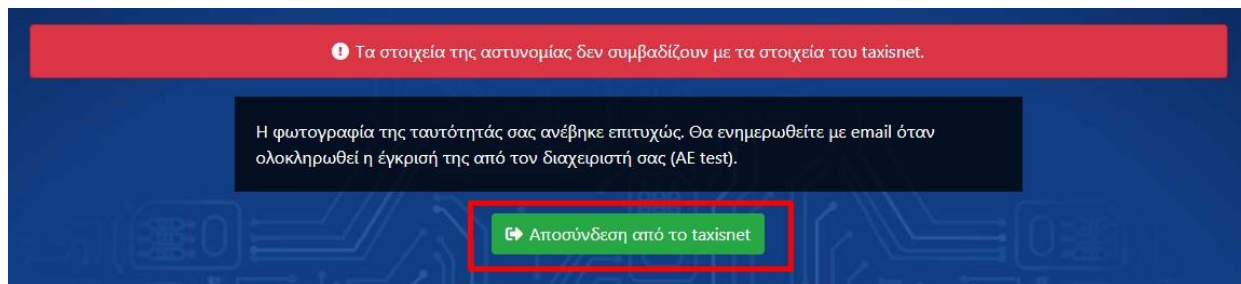 Τα στοιχεία της αστυνομίας δεν συμβαδίζουν με τα στοιχεία του taxisnet.
Η φωτογραφία της ταυτότητάς σας ανέβηκε επιτυχώς. Θα ενημερωθείτε με email όταν
ολοκληρωθεί η έγκρισή της από τον διαχειριστή σας (AE test).
Αποσύνδεση από το taxisnet